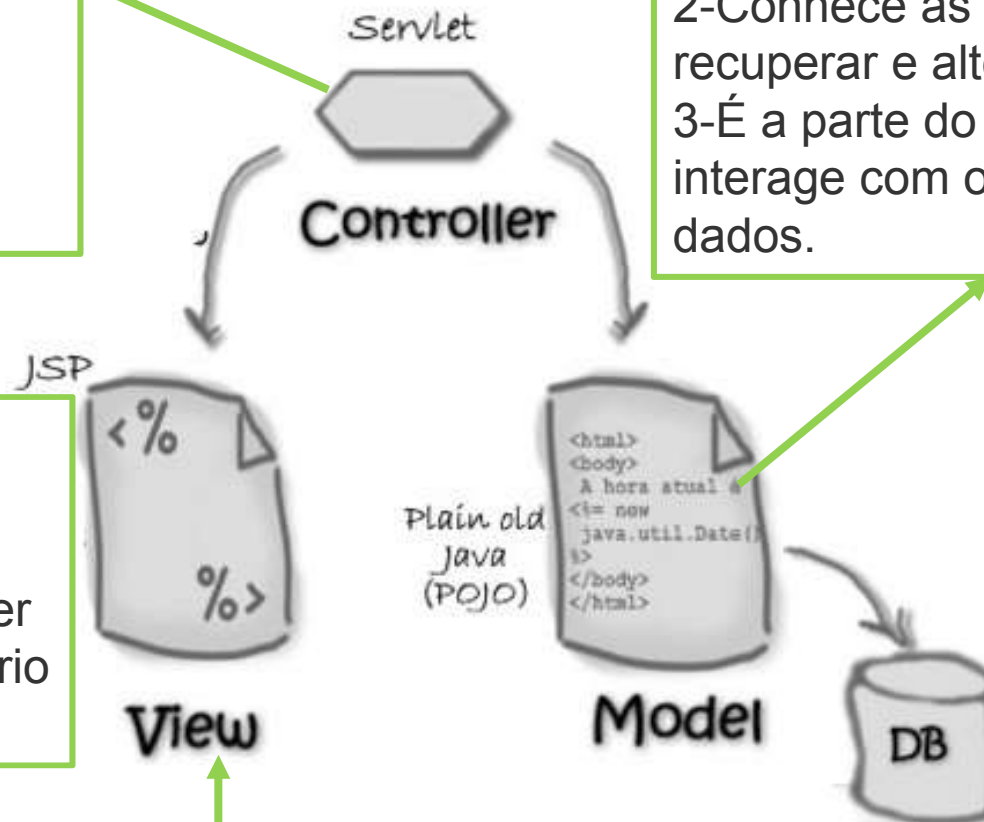 Servlet
Controller
2-Conhece as
recuperar e alt
3-É a parte do
interage com o
dados.
JSP
<%
%>
View
er
rio
Plain old
Java
(POJO)
<html>
<body>
A hora atual é
<%= new
java.util.Date()
%>
</body>
</html>
Model
DB